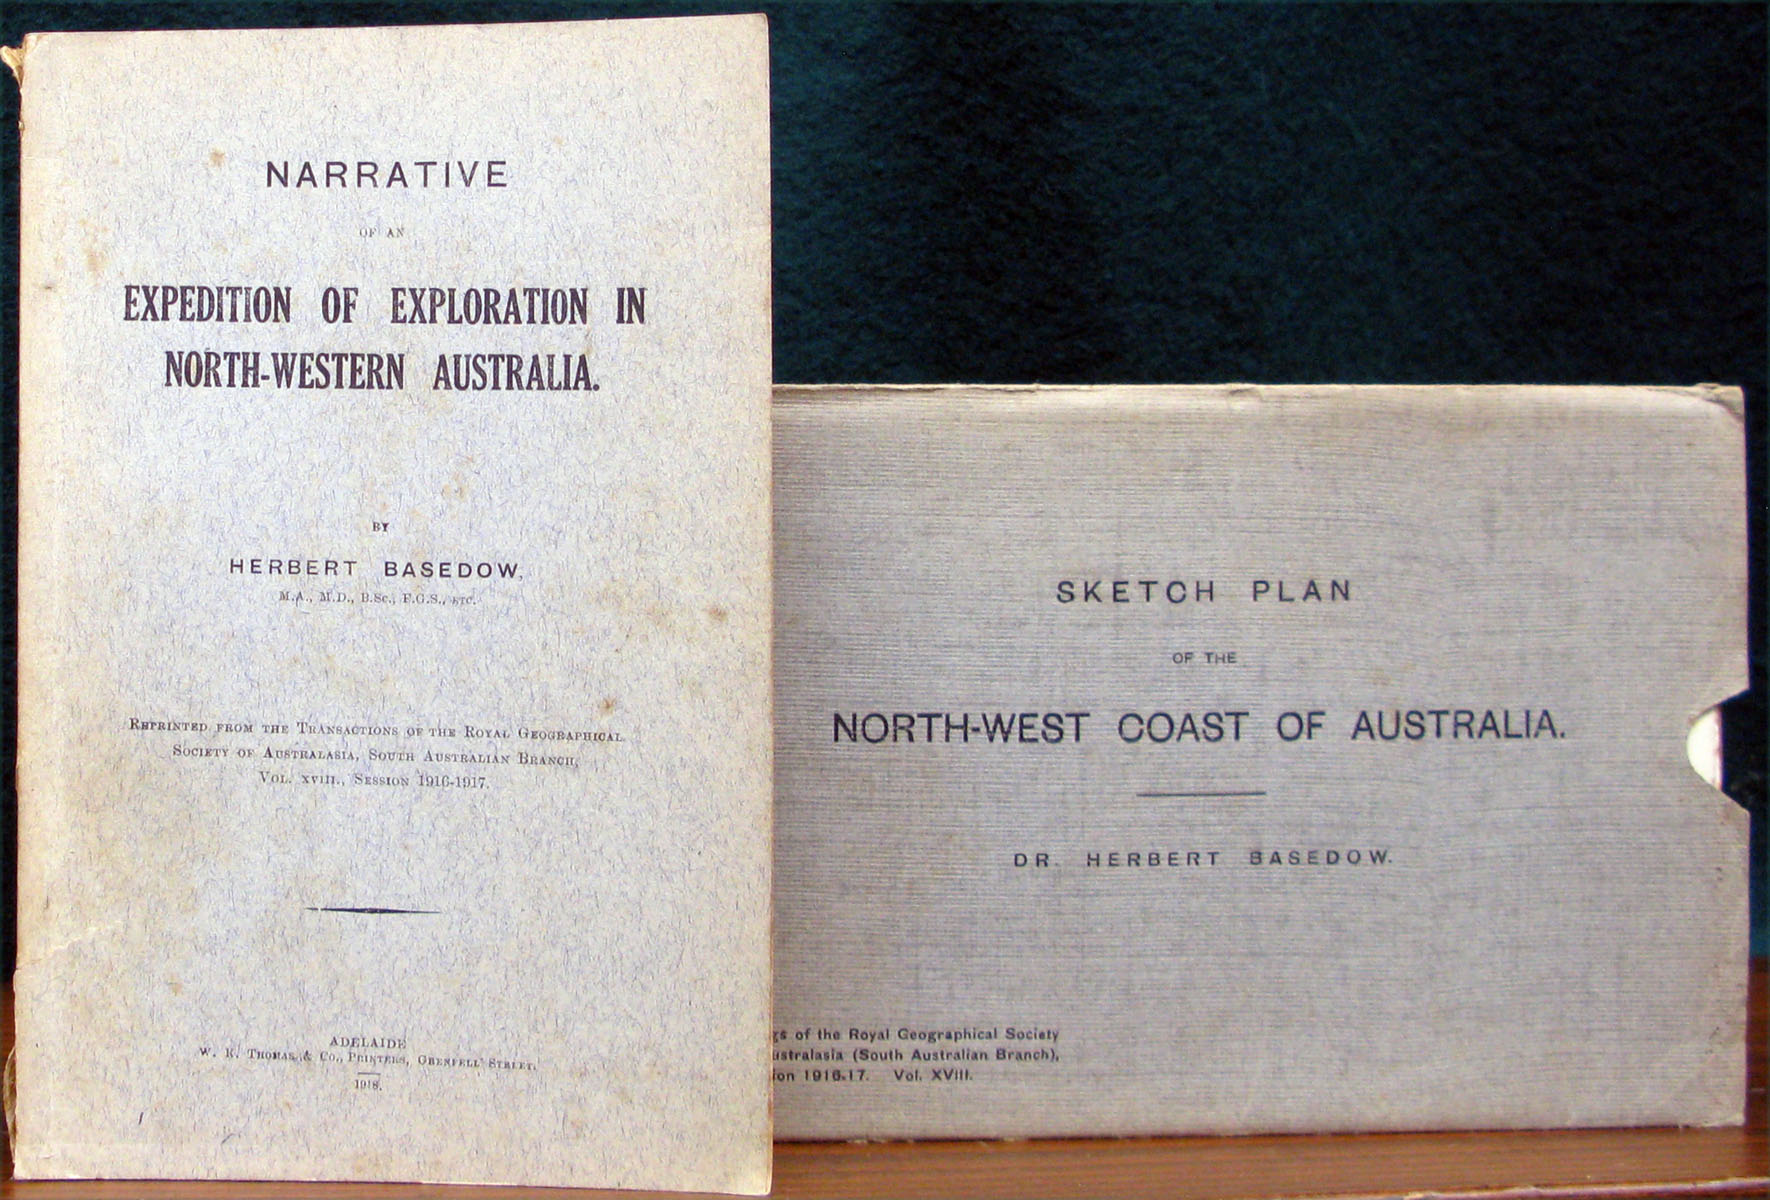 NARRATIVE
OF AN
EXPEDITION OF EXPLORATION IN
NORTH-WESTERN AUSTRALIA.
BY
HERBERT BASEDOW,
M.A., M.D., B.Sc., F.G.S., ETC.
REPRINTED FROM THE TRANSACTIONS OF THE ROYAL GEOGRAPHICAL
SOCIETY OF AUSTRALASIA, SOUTH AUSTRALIAN BRANCH,
VOL. XVIII., SESSION 1916-1917.
ADELAIDE
W. K. THOMAS & CO., PRINTERS, GRENFELL STREET.
1918.
SKETCH PLAN
OF THE
NORTH-WEST COAST OF AUSTRALIA.
DR. HERBERT BASEDOW.
gs of the Royal Geographical Society
ustralasia (South Australian Branch),
ion 1916-17. Vol. XVIII.